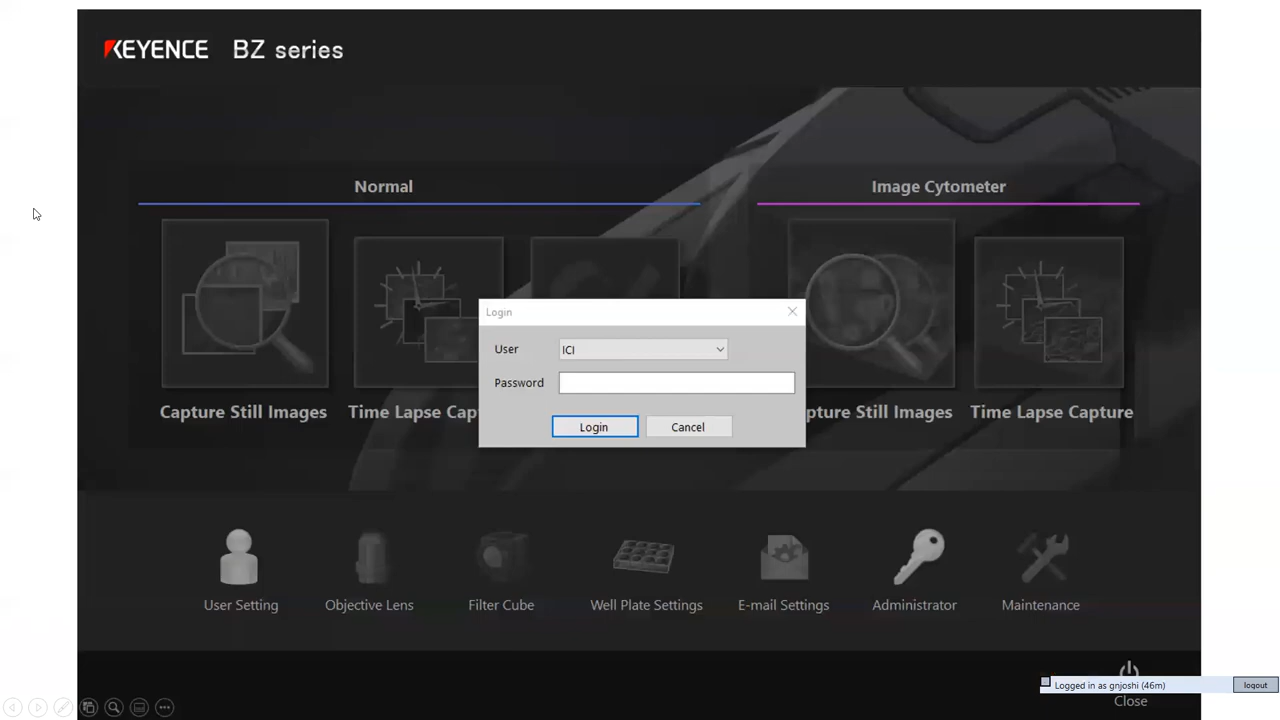 KEYENCE BZ series
Normal
Image Cytometer
Login
User ICI
Password
Login Cancel
Capture Still Images
Time Lapse Cap
pture Still Images
Time Lapse Capture
User Setting
Objective Lens
Filter Cube
Well Plate Settings
E-mail Settings
Administrator
Maintenance
Logged in as gnjoshi (46m)
logout
Close